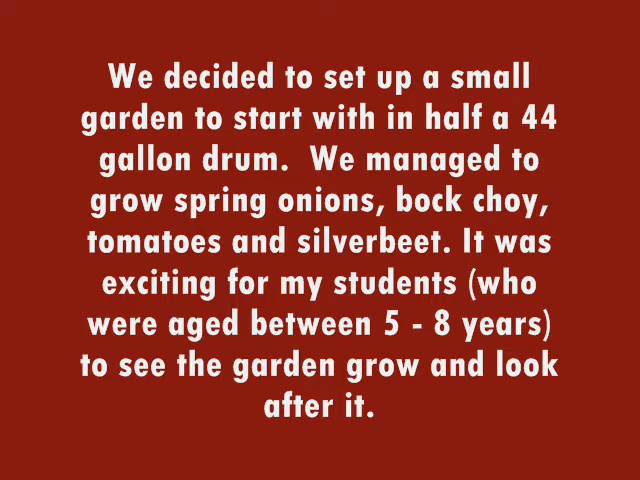 We decided to set up a small
garden to start with in half a 44
gallon drum.  We managed to
grow spring onions, bock choy,
tomatoes and silverbeet. It was
exciting for my students (who
were aged between 5 - 8 years)
to see the garden grow and look
after it.